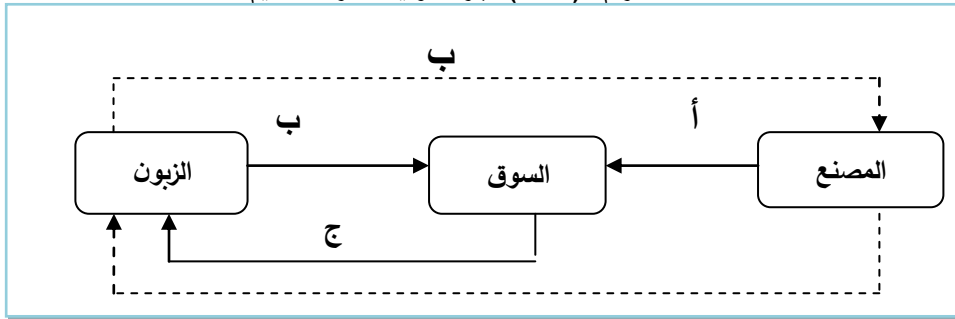 ب
أ
ب
المصنع
السوق
الزبون
ج